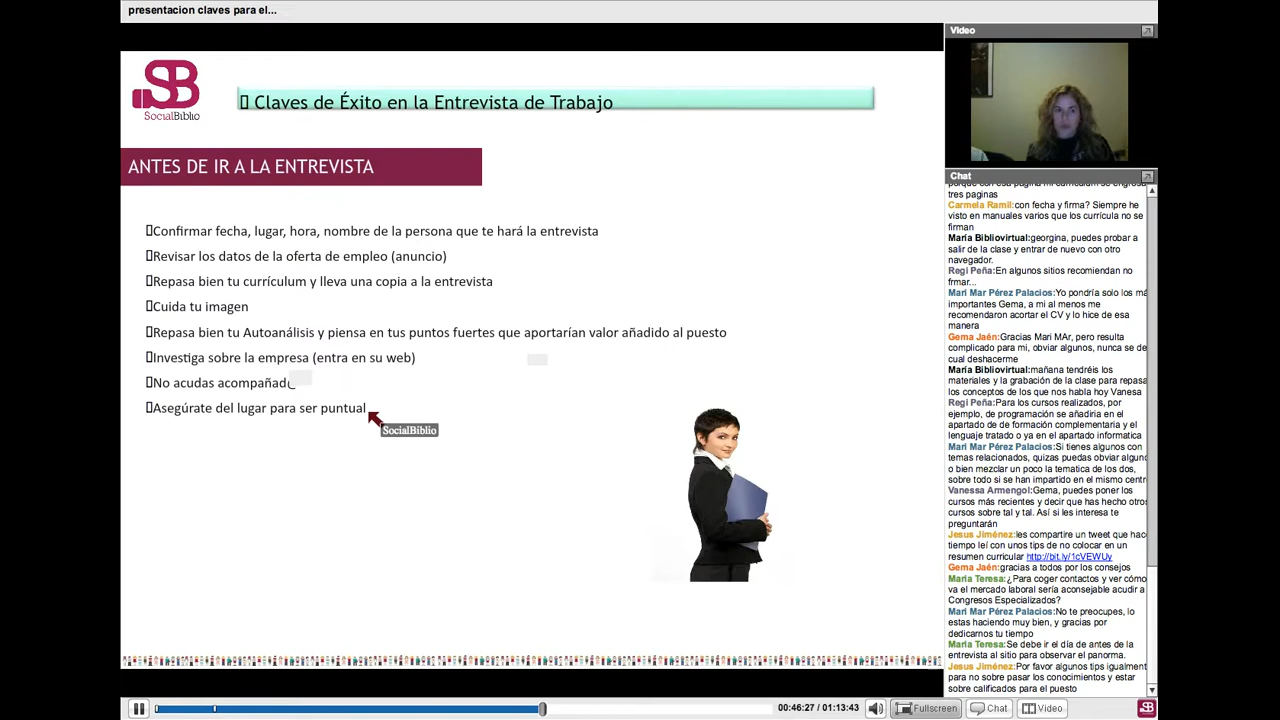 presentacion claves para el...
SB
SocialBiblio
Claves de Éxito en la Entrevista de Trabajo
ANTES DE IR A LA ENTREVISTA
Confirmar fecha, lugar, hora, nombre de la persona que te hará la entrevista
Revisar los datos de la oferta de empleo (anuncio)
Repasa bien tu currículum y lleva una copia a la entrevista
Cuida tu imagen
Repasa bien tu Autoanálisis y piensa en tus puntos fuertes que aportarían valor añadido al puesto
Investiga sobre la empresa (entra en su web)
No acudas acompañado
Asegúrate del lugar para ser puntual
SocialBiblio
Video
Chat
tres paginas
Carmela Ramil:con fecha y firma? Siempre he
visto en manuales varios que los currícula no se
firman
María Bibliovirtual:georgina, puedes probar a
salir de la clase y entrar de nuevo con otro
navegador.
Regi Peña:En algunos sitios recomiendan no
frmar...
Mari Mar Pérez Palacios:Yo pondría solo los má
importantes Gema, a mi al menos me
recomendaron acortar el CV y lo hice de esa
manera
Gema Jaén:Gracias Mari MAr, pero resulta
complicado para mi, obviar algunos, nunca se de
cual deshacerme
María Bibliovirtual:mañana tendréis los
materiales y la grabación de la clase para repasa
los conceptos de los que nos habla hoy Vanesa
Regi Peña:Para los cursos realizados, por
ejemplo, de programación se añadiria en el
apartado de de formación complementaria y el
lenguaje tratado o ya en el apartado informatica
Mari Mar Pérez Palacios:Si tienes algunos con
temas relacionados, quizas puedas obviar alguno
o bien mezclar un poco la tematica de los dos,
sobre todo si se han impartido en el mismo centr
Vanessa Armengol:Gema, puedes poner los
cursos más recientes y decir que has hecho otros
cursos sobre tal y tal. Así si les interesa te
preguntarán
Jesus Jiménez:les compartire un tweet que hac
tiempo leí con unos tips de no colocar en un
resumen curricular http://bit.ly/1cVEWUy
Gema Jaén:gracias a todos por los consejos
Maria Teresa:¿Para coger contactos y ver cómo
va el mercado laboral sería aconsejable acudir a
Congresos Especializados?
Mari Mar Pérez Palacios:No te preocupes, lo
estas haciendo muy bien, y gracias por
dedicarnos tu tiempo
Maria Teresa:Se debe ir el día de antes de la
entrevista al sitio para observar el panorma.
Jesus Jiménez:Por favor algunos tips igualment
para no sobre pasar los conocimientos y estar
sobre calificados para el puesto
00:46:27 / 01:13:43
Fullscreen
Chat
Video
SB